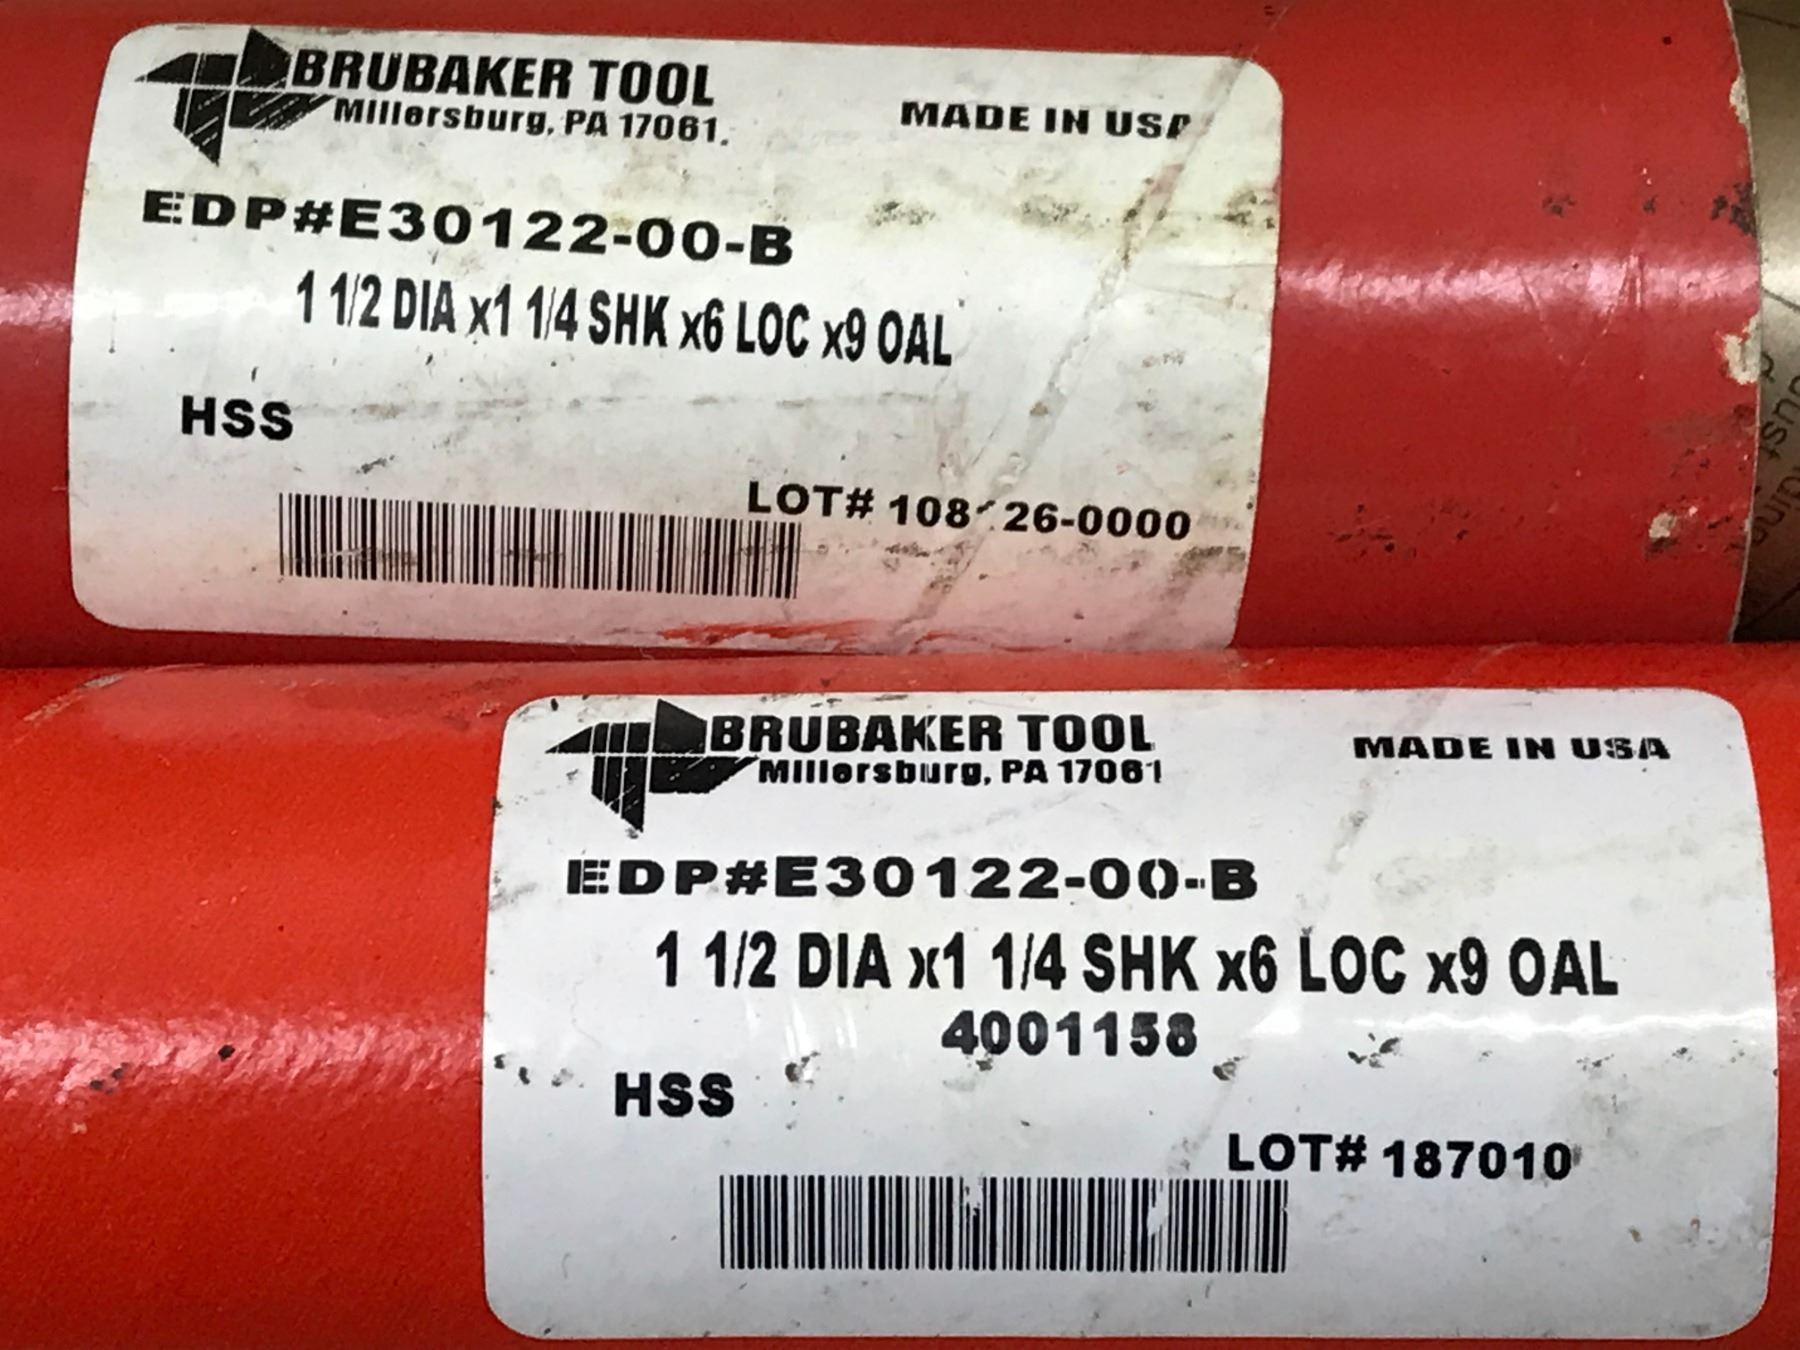 BRUBAKER TOOL
Millersburg, PA 17061.
MADE IN USA
EDP#E30122-00-B
1 1/2 DIA x1 1/4 SHK x6 LOC x9 OAL
HSS
LOT#
BRUBAKER TOOL
Millersburg, PA 17061
MADE IN USA
EDP#E30122-00-B
1 1/2 DIA x1 1/4 SHK x6 LOC x9 OAL
4001158
HSS
LOT# 187010